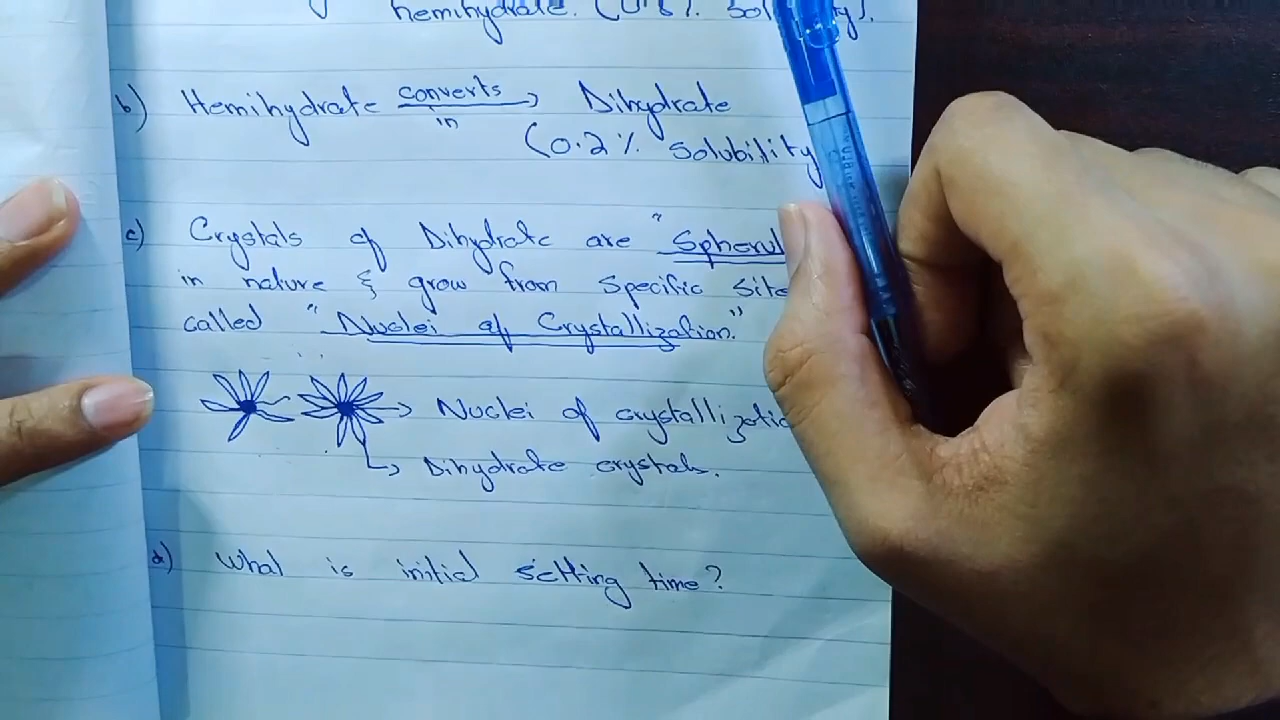 hemihydrate.
b) Hemihydrate converts in → Dihydrate
(0.2% Solubility
c) Crystals of Dihydrate are "Spherul
in nature & grow from specific site
called "Nuclei of Crystallization."
→ Nuclei of crystallizatio
↳ Dihydrate crystals.
d) What is initial setting time?